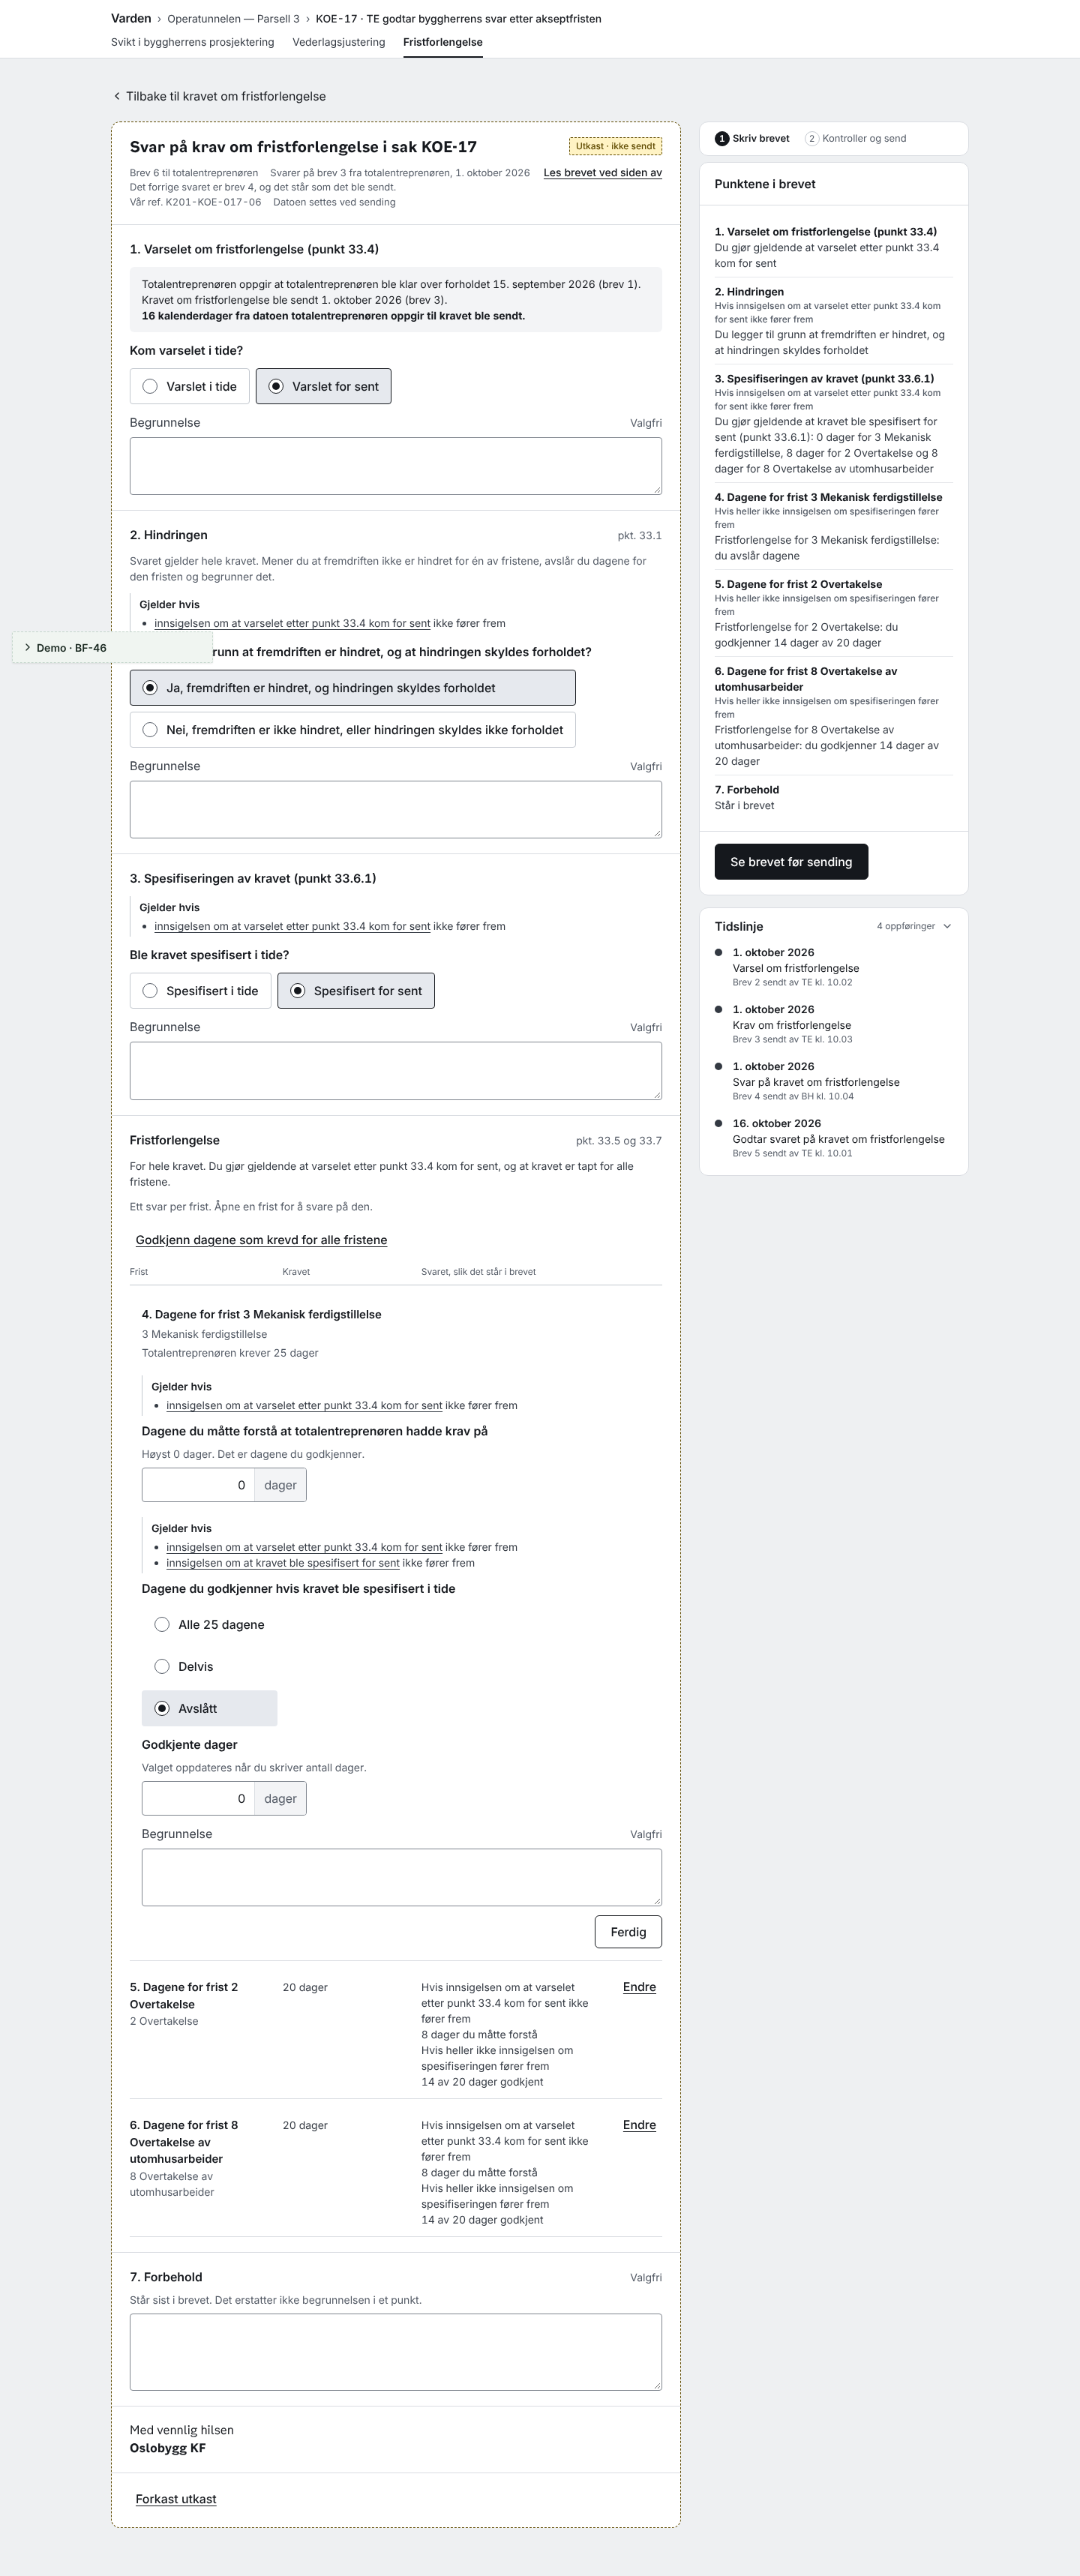 Varden › Operatunnelen — Parsell 3 › KOE-17 · TE godtar byggherrens svar etter akseptfristen
Svikt i byggherrens prosjektering Vederlagsjustering Fristforlengelse
Tilbake til kravet om fristforlengelse
Svar på krav om fristforlengelse i sak KOE-17
Utkast · ikke sendt
Brev 6 til totalentreprenøren Svarer på brev 3 fra totalentreprenøren, 1. oktober 2026 Les brevet ved siden av
Det forrige svaret er brev 4, og det står som det ble sendt.
Vår ref. K201-KOE-017-06 Datoen settes ved sending
1. Varselet om fristforlengelse (punkt 33.4)
Totalentreprenøren oppgir at totalentreprenøren ble klar over forholdet 15. september 2026 (brev 1).
Kravet om fristforlengelse ble sendt 1. oktober 2026 (brev 3).
16 kalenderdager fra datoen totalentreprenøren oppgir til kravet ble sendt.
Kom varselet i tide?
Varslet i tide
Varslet for sent
Begrunnelse Valgfri
2. Hindringen pkt. 33.1
Svaret gjelder hele kravet. Mener du at fremdriften ikke er hindret for én av fristene, avslår du dagene for
den fristen og begrunner det.
Gjelder hvis
innsigelsen om at varselet etter punkt 33.4 kom for sent ikke fører frem
Demo · BF-46
runn at fremdriften er hindret, og at hindringen skyldes forholdet?
Ja, fremdriften er hindret, og hindringen skyldes forholdet
Nei, fremdriften er ikke hindret, eller hindringen skyldes ikke forholdet
Begrunnelse Valgfri
3. Spesifiseringen av kravet (punkt 33.6.1)
Gjelder hvis
innsigelsen om at varselet etter punkt 33.4 kom for sent ikke fører frem
Ble kravet spesifisert i tide?
Spesifisert i tide
Spesifisert for sent
Begrunnelse Valgfri
Fristforlengelse pkt. 33.5 og 33.7
For hele kravet. Du gjør gjeldende at varselet etter punkt 33.4 kom for sent, og at kravet er tapt for alle
fristene.
Ett svar per frist. Åpne en frist for å svare på den.
Godkjenn dagene som krevd for alle fristene
Frist Kravet Svaret, slik det står i brevet
4. Dagene for frist 3 Mekanisk ferdigstillelse
3 Mekanisk ferdigstillelse
Totalentreprenøren krever 25 dager
Gjelder hvis
innsigelsen om at varselet etter punkt 33.4 kom for sent ikke fører frem
Dagene du måtte forstå at totalentreprenøren hadde krav på
Høyst 0 dager. Det er dagene du godkjenner.
0 dager
Gjelder hvis
innsigelsen om at varselet etter punkt 33.4 kom for sent ikke fører frem
innsigelsen om at kravet ble spesifisert for sent ikke fører frem
Dagene du godkjenner hvis kravet ble spesifisert i tide
Alle 25 dagene
Delvis
Avslått
Godkjente dager
Valget oppdateres når du skriver antall dager.
0 dager
Begrunnelse Valgfri
Ferdig
5. Dagene for frist 2
Overtakelse
2 Overtakelse
20 dager
Hvis innsigelsen om at varselet
etter punkt 33.4 kom for sent ikke
fører frem
8 dager du måtte forstå
Hvis heller ikke innsigelsen om
spesifiseringen fører frem
14 av 20 dager godkjent
Endre
6. Dagene for frist 8
Overtakelse av
utomhusarbeider
8 Overtakelse av
utomhusarbeider
20 dager
Hvis innsigelsen om at varselet
etter punkt 33.4 kom for sent ikke
fører frem
8 dager du måtte forstå
Hvis heller ikke innsigelsen om
spesifiseringen fører frem
14 av 20 dager godkjent
Endre
7. Forbehold Valgfri
Står sist i brevet. Det erstatter ikke begrunnelsen i et punkt.
Med vennlig hilsen
Oslobygg KF
Forkast utkast
1 Skriv brevet 2 Kontroller og send
Punktene i brevet
1. Varselet om fristforlengelse (punkt 33.4)
Du gjør gjeldende at varselet etter punkt 33.4
kom for sent
2. Hindringen
Hvis innsigelsen om at varselet etter punkt 33.4 kom
for sent ikke fører frem
Du legger til grunn at fremdriften er hindret, og
at hindringen skyldes forholdet
3. Spesifiseringen av kravet (punkt 33.6.1)
Hvis innsigelsen om at varselet etter punkt 33.4 kom
for sent ikke fører frem
Du gjør gjeldende at kravet ble spesifisert for
sent (punkt 33.6.1): 0 dager for 3 Mekanisk
ferdigstillelse, 8 dager for 2 Overtakelse og 8
dager for 8 Overtakelse av utomhusarbeider
4. Dagene for frist 3 Mekanisk ferdigstillelse
Hvis heller ikke innsigelsen om spesifiseringen fører
frem
Fristforlengelse for 3 Mekanisk ferdigstillelse:
du avslår dagene
5. Dagene for frist 2 Overtakelse
Hvis heller ikke innsigelsen om spesifiseringen fører
frem
Fristforlengelse for 2 Overtakelse: du
godkjenner 14 dager av 20 dager
6. Dagene for frist 8 Overtakelse av
utomhusarbeider
Hvis heller ikke innsigelsen om spesifiseringen fører
frem
Fristforlengelse for 8 Overtakelse av
utomhusarbeider: du godkjenner 14 dager av
20 dager
7. Forbehold
Står i brevet
Se brevet før sending
Tidslinje 4 oppføringer
1. oktober 2026
Varsel om fristforlengelse
Brev 2 sendt av TE kl. 10.02
1. oktober 2026
Krav om fristforlengelse
Brev 3 sendt av TE kl. 10.03
1. oktober 2026
Svar på kravet om fristforlengelse
Brev 4 sendt av BH kl. 10.04
16. oktober 2026
Godtar svaret på kravet om fristforlengelse
Brev 5 sendt av TE kl. 10.01